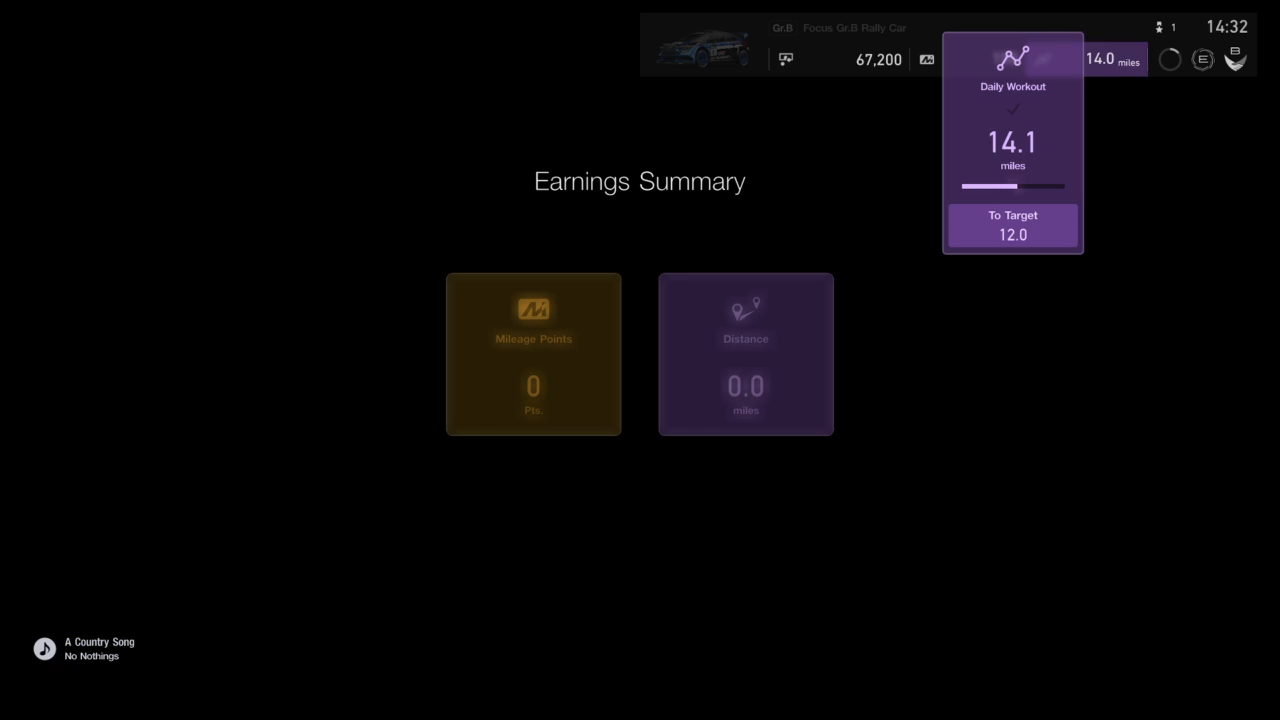 Gr.B Focus Gr.B Rally Car
1 14:32
67,200
14.0 miles
E
B
Daily Workout
14.1
miles
To Target
12.0
Earnings Summary
Mileage Points
0
Pts.
Distance
0.0
miles
A Country Song
No Nothings